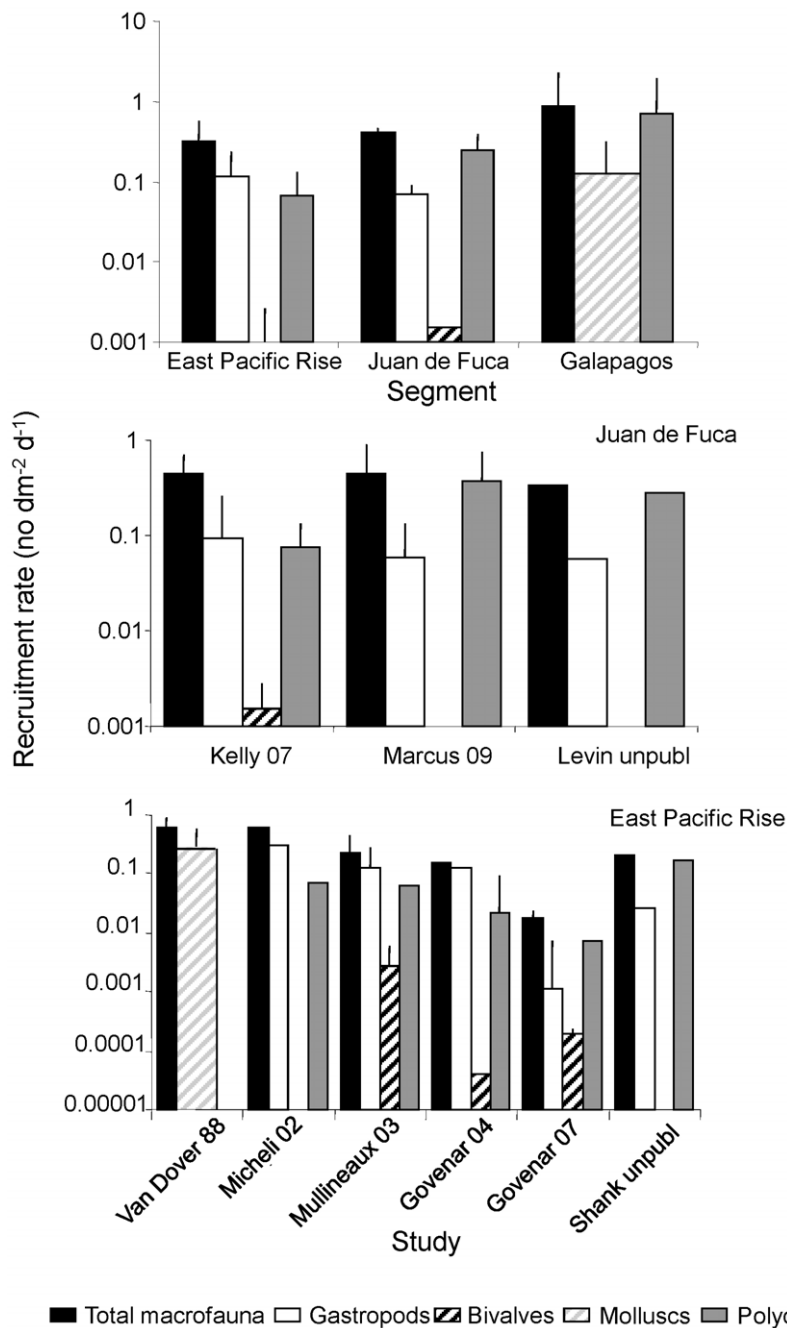 10
1
0.1
0.01
0.001
East Pacific Rise Juan de Fuca Galapagos
Segment
Juan de Fuca
1
0.1
0.01
0.001
Kelly 07 Marcus 09 Levin unpubl
Recruitment rate (no dm⁻² d⁻¹)
East Pacific Rise
1
0.1
0.01
0.001
0.0001
0.00001
Van Dover 88 Micheli 02 Mullineaux 03 Govenar 04 Govenar 07 Shank unpubl
Study
Total macrofauna Gastropods Bivalves Molluscs Polyc